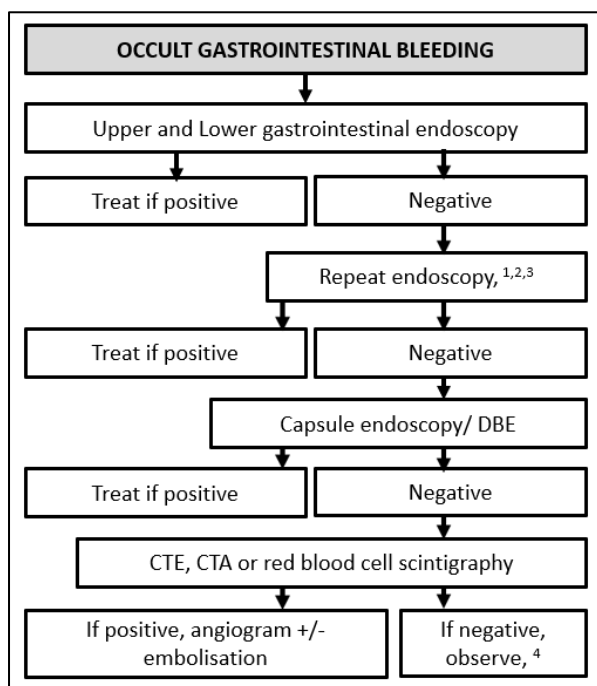 OCCULT GASTROINTESTINAL BLEEDING
Upper and Lower gastrointestinal endoscopy
Treat if positive
Negative
Repeat endoscopy, 1,2,3
Treat if positive
Negative
Capsule endoscopy/ DBE
Treat if positive
Negative
CTE, CTA or red blood cell scintigraphy
If positive, angiogram +/-
embolisation
If negative,
observe, 4